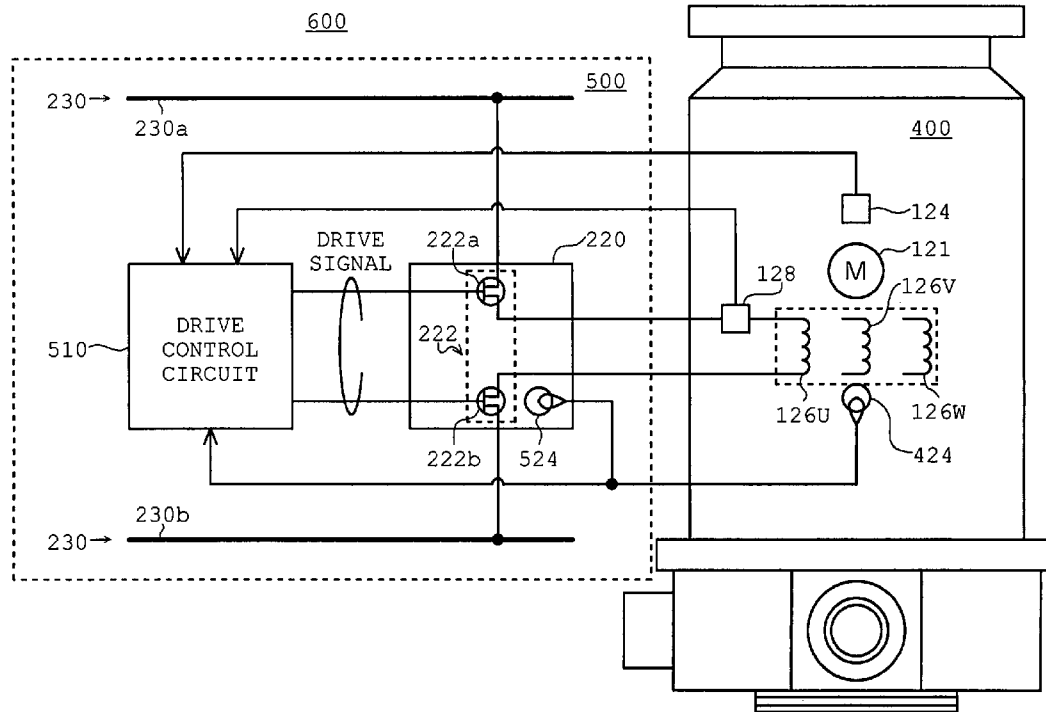 600
500
230
230a
400
124
DRIVE
SIGNAL
222a
220
121
M
126V
128
DRIVE
CONTROL
CIRCUIT
510
222
126U
126W
222b
524
424
230b
230